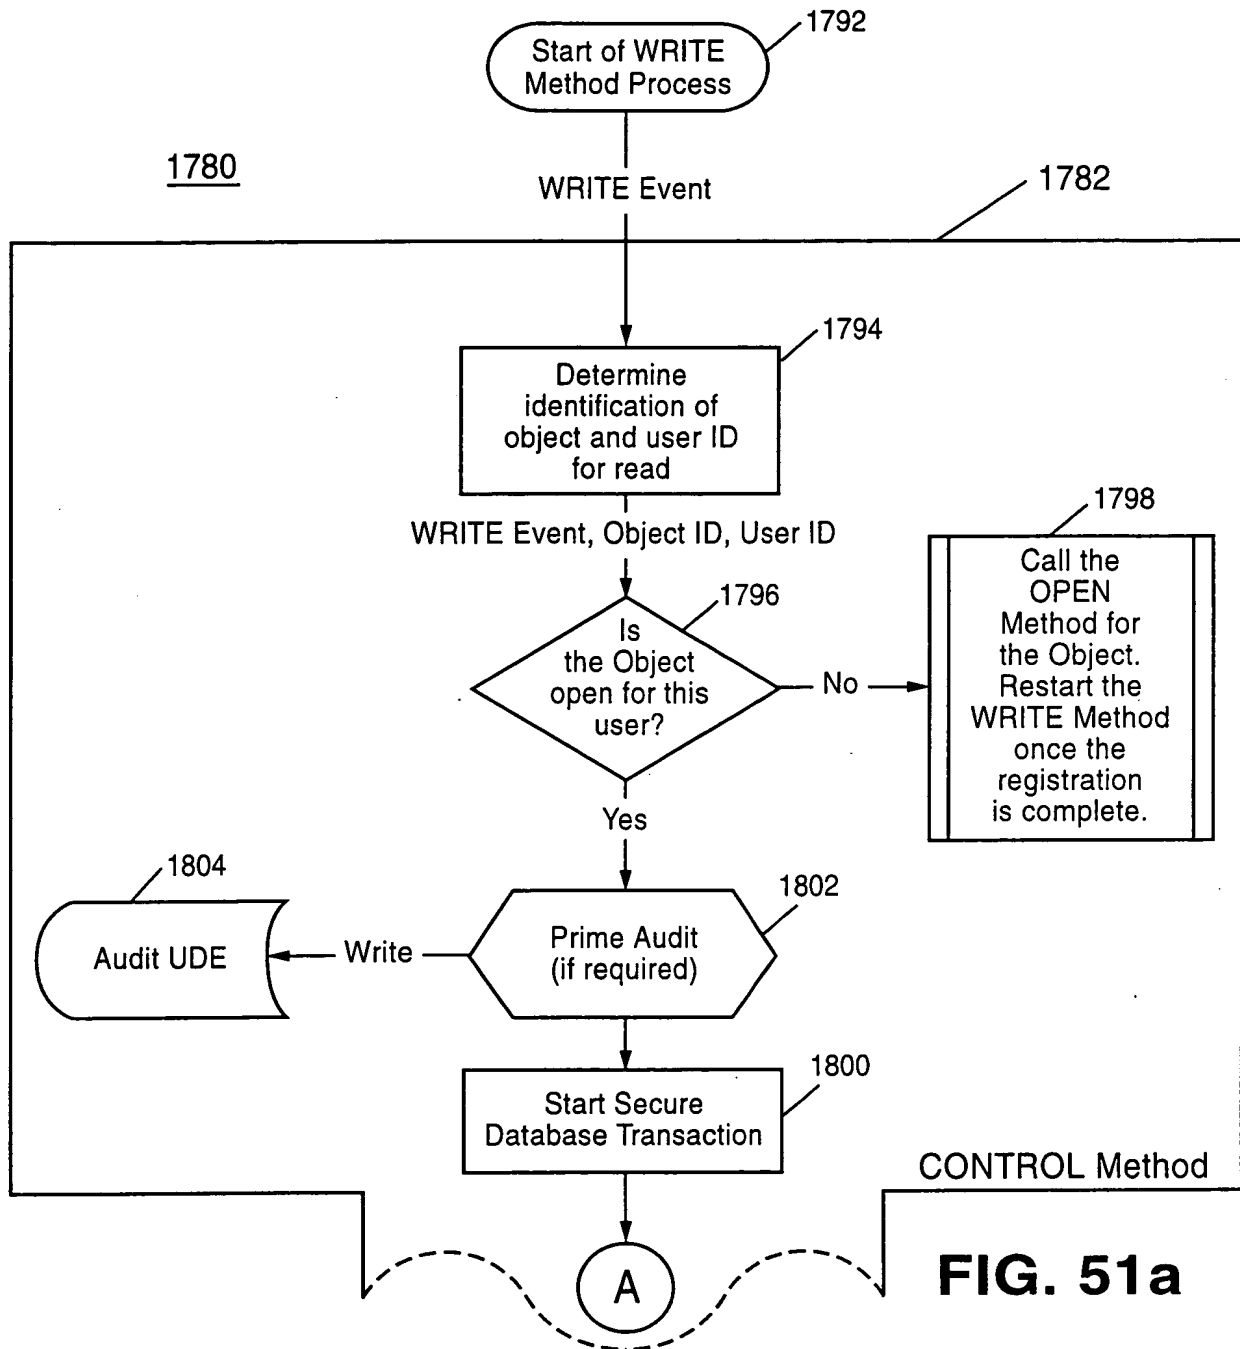 1792
Start of WRITE
Method Process
1780
WRITE Event
1782
1794
Determine
identification of
object and user ID
for read
WRITE Event, Object ID, User ID
1798
Call the
OPEN
Method for
the Object.
Restart the
WRITE Method
once the
registration
is complete.
1796
Is
the Object
open for this
user?
No
Yes
1804
Audit UDE
Write
1802
Prime Audit
(if required)
1800
Start Secure
Database Transaction
CONTROL Method
A
FIG. 51a